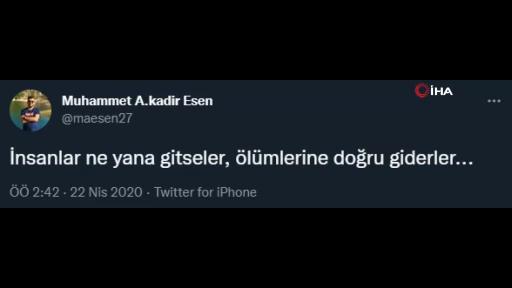 İHA
Muhammet A.kadir Esen
@maesen27
İnsanlar ne yana gitseler, ölümlerine doğru giderler...
ÖÖ 2:42 · 22 Nis 2020 · Twitter for iPhone